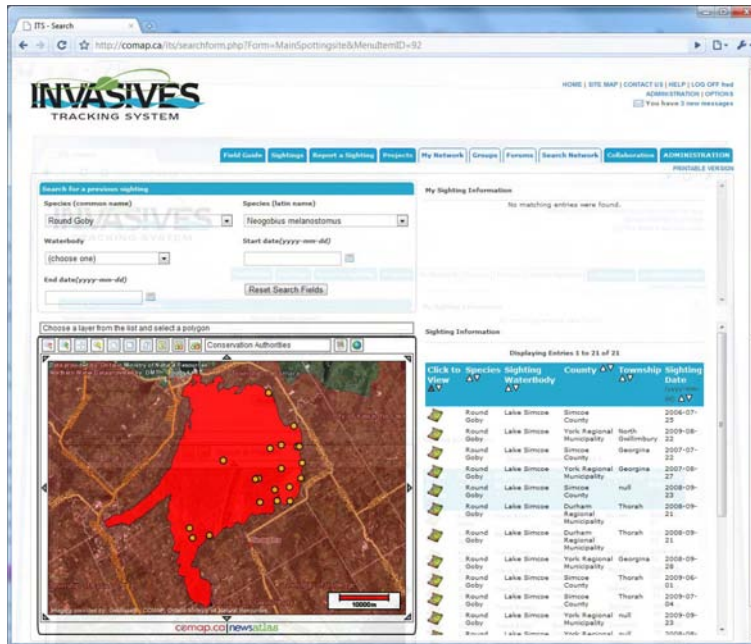 ITS - Search
http://comap.ca/its/searchform.php?Form=MainSpottingsite&MenuItemID=92
INVASIVES
TRACKING SYSTEM
HOME | SITE MAP | CONTACT US | HELP | LOG OFF fred
ADMINISTRATION | OPTIONS
You have 3 new messages
Field Guide Sightings Report a Sighting Projects My Network Groups Forums Search Network Collaboration ADMINISTRATION
PRINTABLE VERSION
Search for a previous sighting
Species (common name) Species (latin name)
Round Goby Neogobius melanostomus
Waterbody Start date(yyyy-mm-dd)
(choose one)
End date(yyyy-mm-dd)
Reset Search Fields
My Sighting Information
No matching entries were found.
Choose a layer from the list and select a polygon
Conservation Authorities
10000m
comap.ca|newsatlas
Sighting Information
Displaying Entries 1 to 21 of 21
Click to View Species Sighting WaterBody County Township Sighting Date
Round Goby Lake Simcoe Simcoe County 2006-07-25
Round Goby Lake Simcoe York Regional Municipality North Gwillimbury 2009-08-22
Round Goby Lake Simcoe Simcoe County Georgina 2007-07-22
Round Goby Lake Simcoe York Regional Municipality Georgina 2007-08-27
Round Goby Lake Simcoe Simcoe County null 2008-09-23
Round Goby Lake Simcoe Durham Regional Municipality Thorah 2008-09-21
Round Goby Lake Simcoe Durham Regional Municipality Thorah 2008-09-21
Round Goby Lake Simcoe York Regional Municipality Georgina 2008-09-28
Round Goby Lake Simcoe Simcoe County Thorah 2009-06-01
Round Goby Lake Simcoe Simcoe County Thorah 2009-07-04
Round Goby Lake Simcoe York Regional Municipality null 2009-09-23
Round Lake Simcoe York Regional null 2008-08-